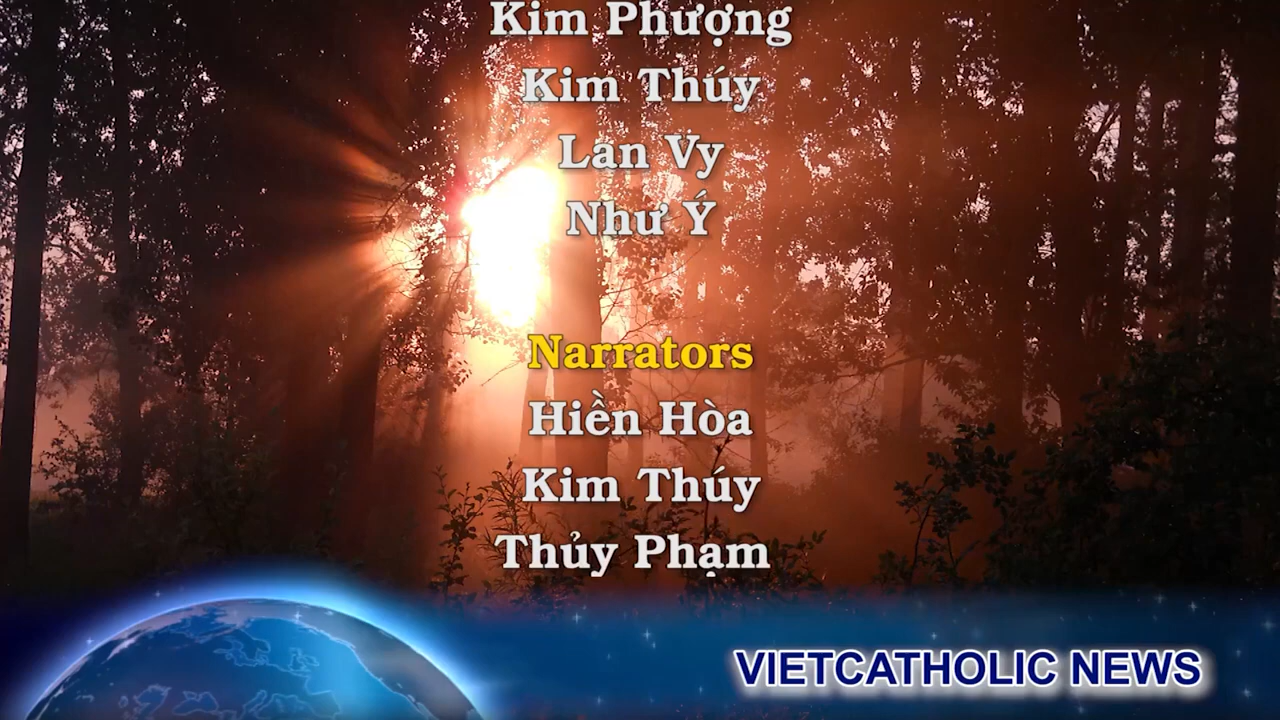 Kim Phượng
Kim Thúy
Lan Vy
Như Ý
Narrators
Hiền Hòa
Kim Thúy
Thủy Phạm
VIETCATHOLIC NEWS